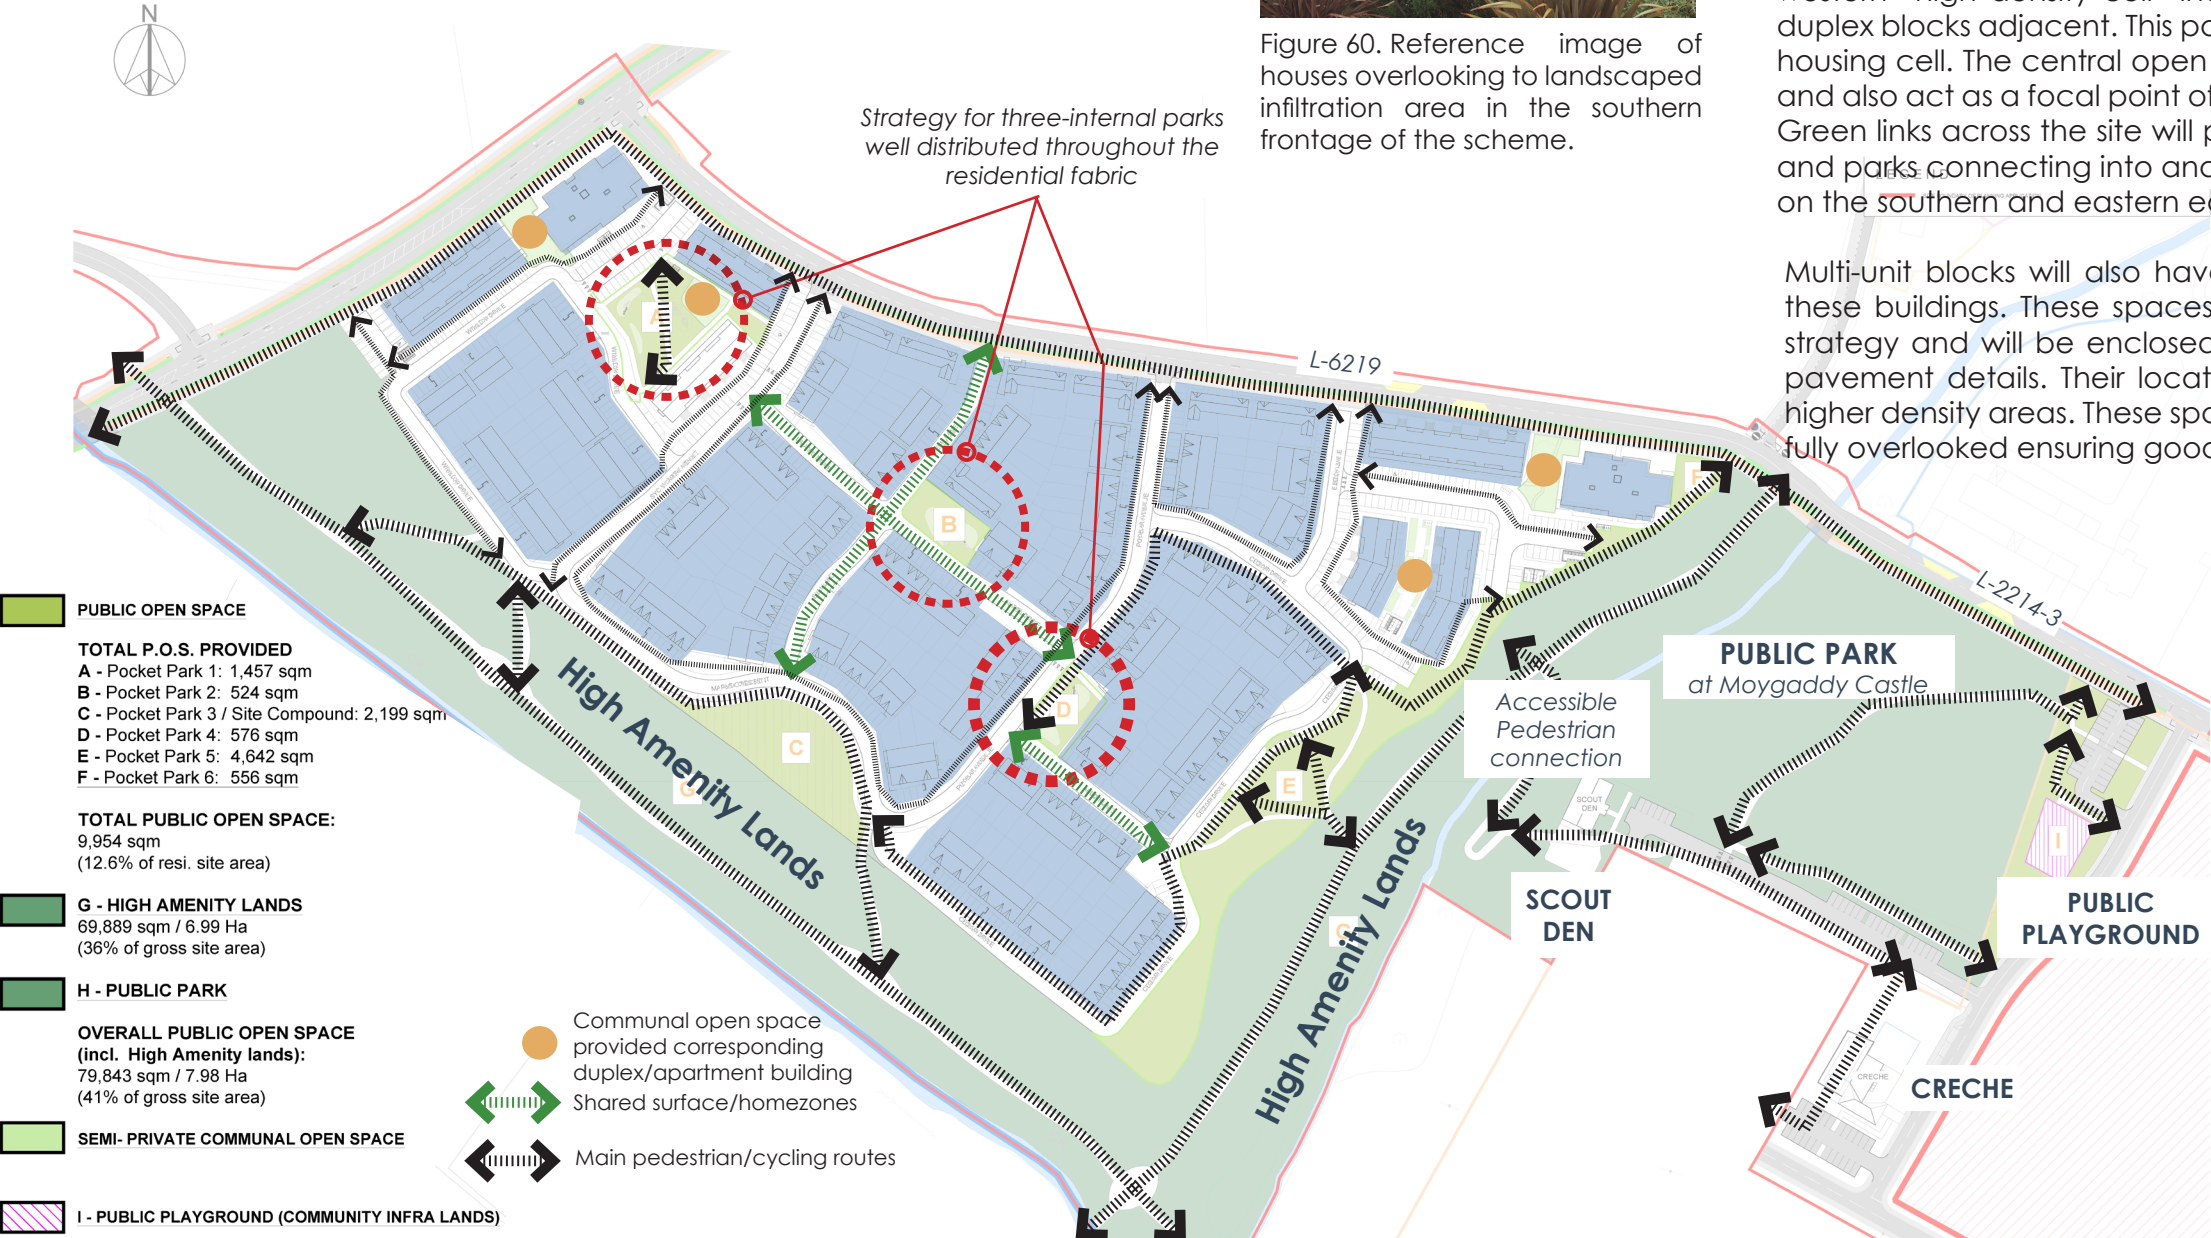 N
Figure 60. Reference image of
houses overlooking to landscaped
infiltration area in the southern
frontage of the scheme.
duplex blocks adjacent. This
housing cell. The central open
and also act as a focal point of
Green links across the site will
and parks connecting into and
on the southern and eastern
LEGEND
Multi-unit blocks will also have
these buildings. These spaces
strategy and will be enclosed
pavement details. Their
higher density areas. These
fully overlooked ensuring good
Strategy for three-internal parks
well distributed throughout the
residential fabric
L-6219
L-2214-3
A
B
C
D
E
F
G
G
I
High Amenity Lands
High Amenity Lands
PUBLIC PARK
at Moygaddy Castle
Accessible
Pedestrian
connection
SCOUT
DEN
SCOUT
DEN
PUBLIC
PLAYGROUND
CRECHE
CRECHE
PUBLIC OPEN SPACE
TOTAL P.O.S. PROVIDED
A - Pocket Park 1: 1,457 sqm
B - Pocket Park 2: 524 sqm
C - Pocket Park 3 / Site Compound: 2,199 sqm
D - Pocket Park 4: 576 sqm
E - Pocket Park 5: 4,642 sqm
F - Pocket Park 6: 556 sqm
TOTAL PUBLIC OPEN SPACE:
9,954 sqm
(12.6% of resi. site area)
G - HIGH AMENITY LANDS
69,889 sqm / 6.99 Ha
(36% of gross site area)
H - PUBLIC PARK
OVERALL PUBLIC OPEN SPACE
(incl. High Amenity lands):
79,843 sqm / 7.98 Ha
(41% of gross site area)
SEMI- PRIVATE COMMUNAL OPEN SPACE
I - PUBLIC PLAYGROUND (COMMUNITY INFRA LANDS)
Communal open space
provided corresponding
duplex/apartment building
Shared surface/homezones
Main pedestrian/cycling routes